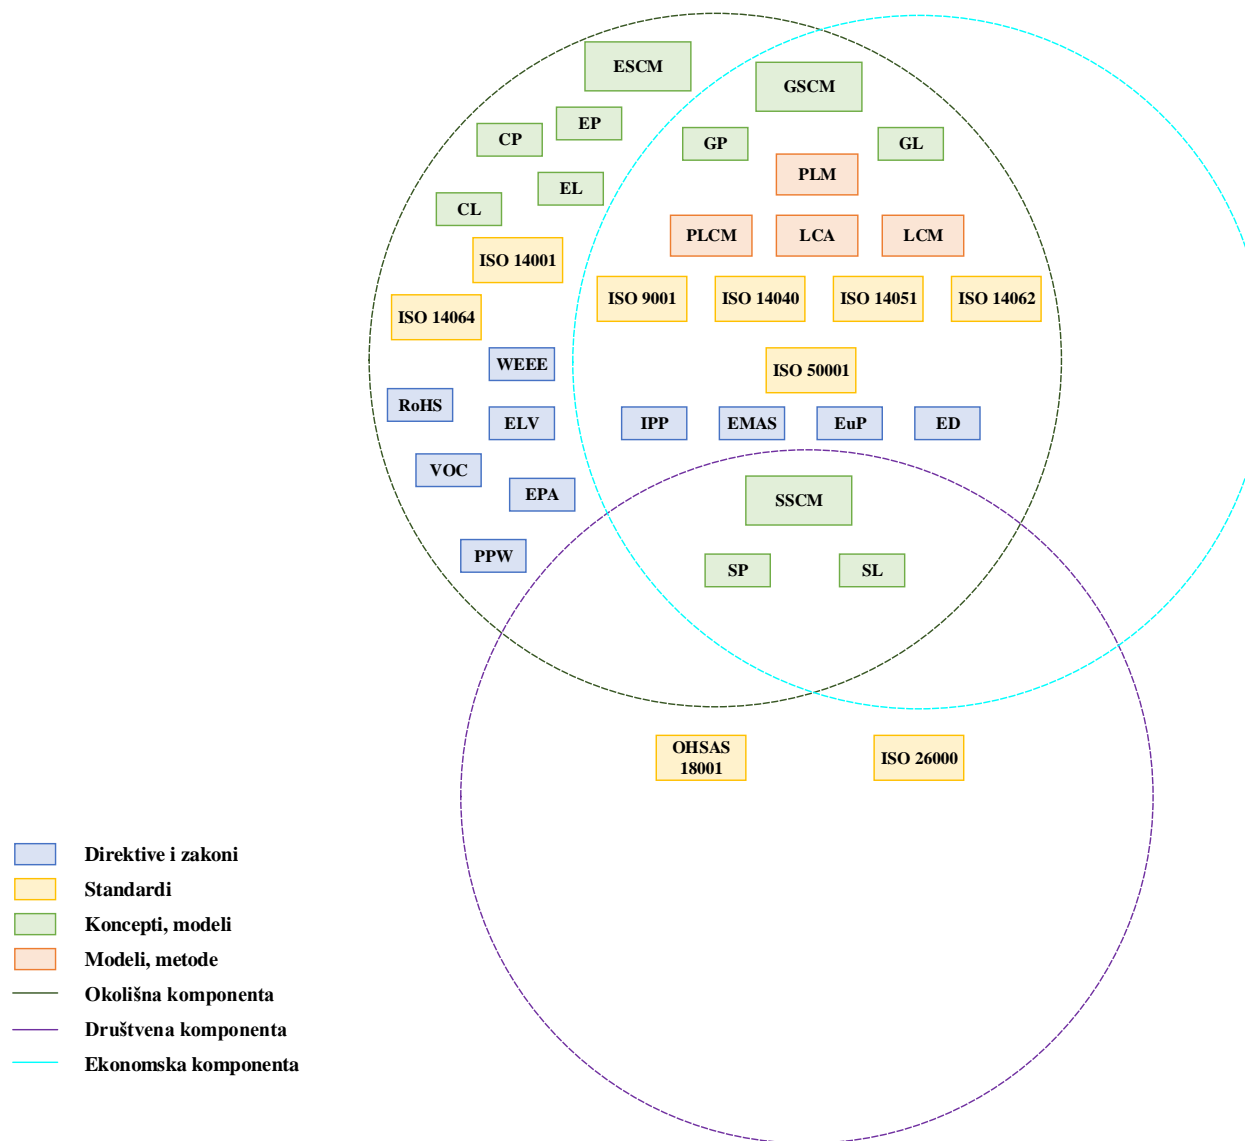 ESCM
GSCM
EP
CP
GP
GL
PLM
EL
CL
PLCM
LCA
LCM
ISO 14001
ISO 9001
ISO 14040
ISO 14051
ISO 14062
ISO 14064
WEEE
ISO 50001
RoHS
ELV
IPP
EMAS
EuP
ED
VOC
EPA
SSCM
PPW
SP
SL
OHSAS
18001
ISO 26000
Direktive i zakoni
Standardi
Koncepti, modeli
Modeli, metode
Okolišna komponenta
Društvena komponenta
Ekonomska komponenta